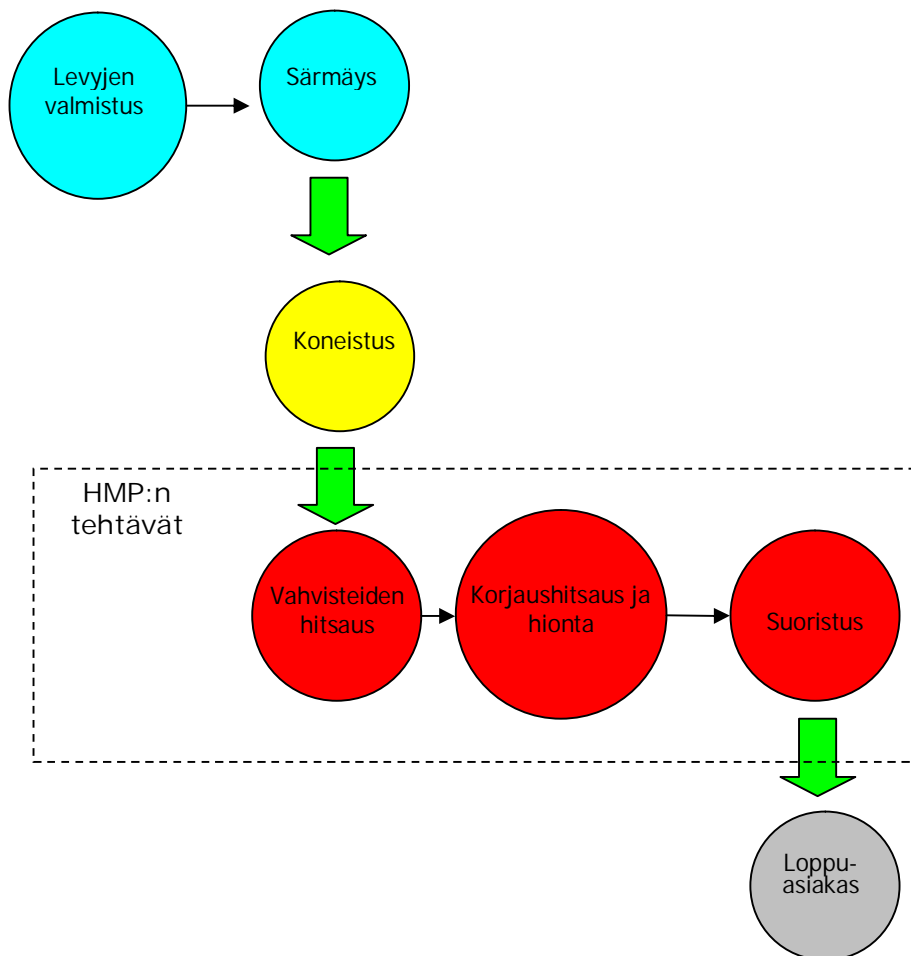 Levyjen
valmistus
Särmäys
Koneistus
HMP:n
tehtävät
Vahvisteiden
hitsaus
Korjaushitsaus ja
hionta
Suoristus
Loppu-
asiakas